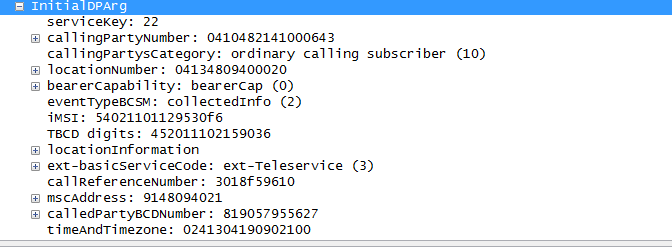 InitialDPArg
serviceKey: 22
callingPartyNumber: 0410482141000643
callingPartysCategory: ordinary calling subscriber (10)
locationNumber: 04134809400020
bearerCapability: bearerCap (0)
eventTypeBCSM: collectedInfo (2)
iMSI: 54021101129530f6
TBCD digits: 452011102159036
locationInformation
ext-basicServiceCode: ext-Teleservice (3)
callReferenceNumber: 3018f59610
mscAddress: 9148094021
calledPartyBCDNumber: 819057955627
timeAndTimezone: 0241304190902100